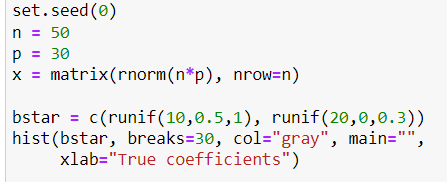 set.seed(0)
n = 50
p = 30
x = matrix(rnorm(n*p), nrow=n)
bstar = c(runif(10,0.5,1), runif(20,0,0.3))
hist(bstar, breaks=30, col="gray", main="",
xlab="True coefficients")